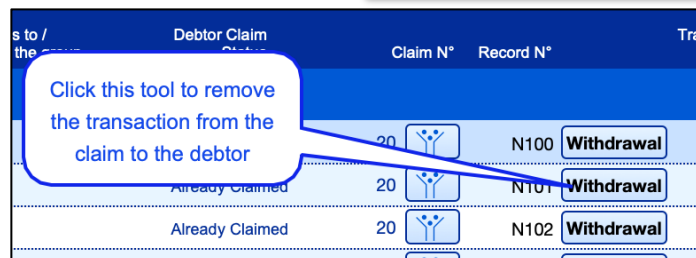 s to /
Debtor Claim
Tra
the group
Status
Claim N°
Record N°
Click this tool to remove
the transaction from the
claim to the debtor
20
N100
Withdrawal
Already Claimed
20
N101
Withdrawal
Already Claimed
20
N102
Withdrawal